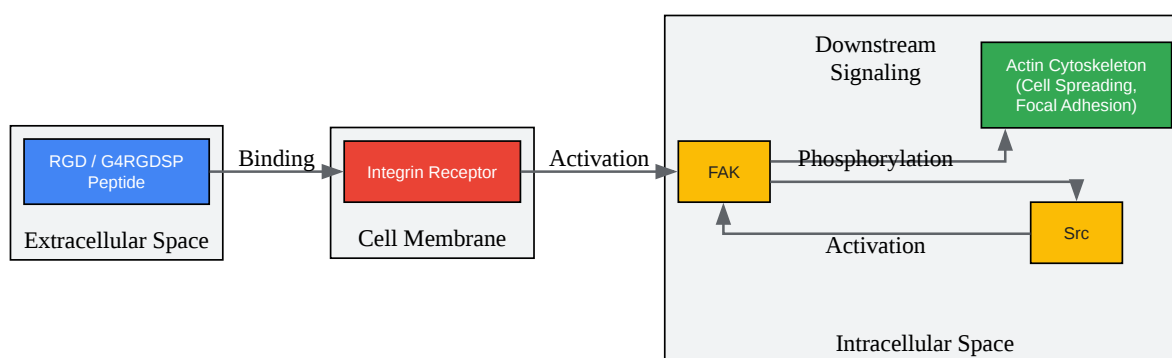 RGD / G4RGDSP
Peptide
Extracellular Space
Binding
Integrin Receptor
Cell Membrane
Activation
Downstream
Signaling
Actin Cytoskeleton
(Cell Spreading,
Focal Adhesion)
FAK
Phosphorylation
Src
Activation
Intracellular Space